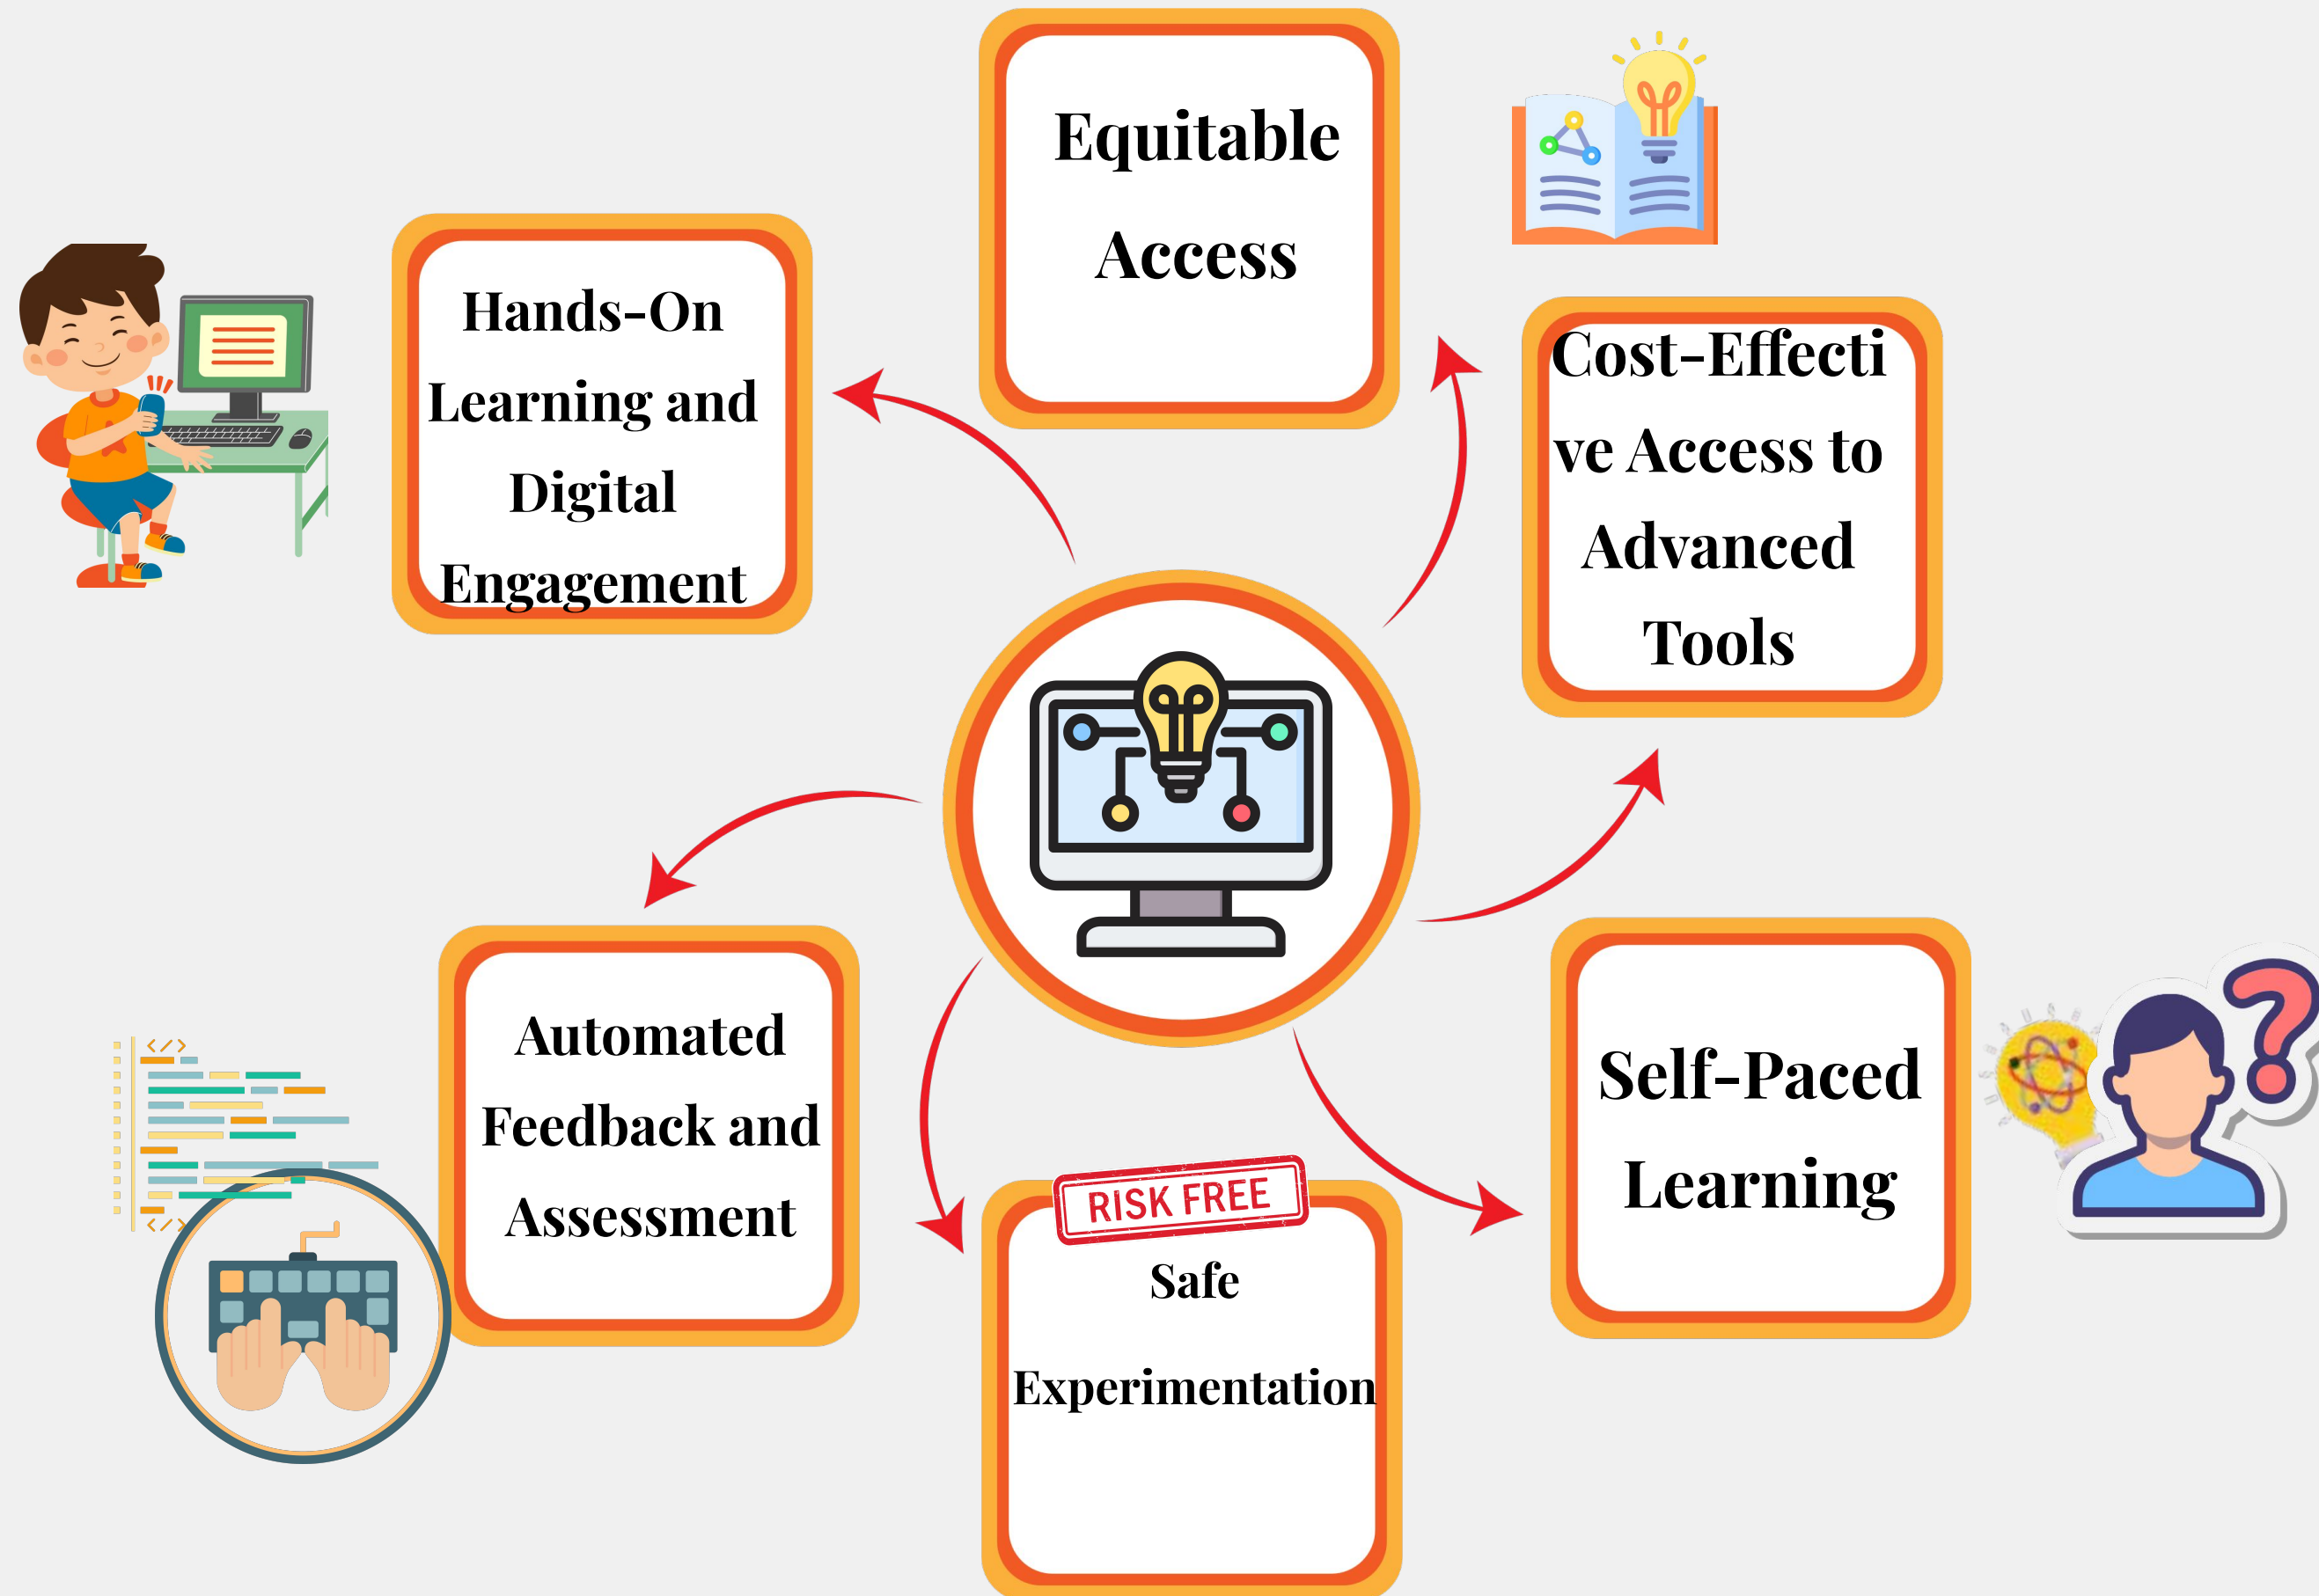 Equitable
Access
Hands-On
Learning and
Digital
Engagement
Cost-Effecti
ve Access to
Advanced
Tools
Automated
Feedback and
Assessment
RISK FREE
Safe
Experimentation
Self-Paced
Learning